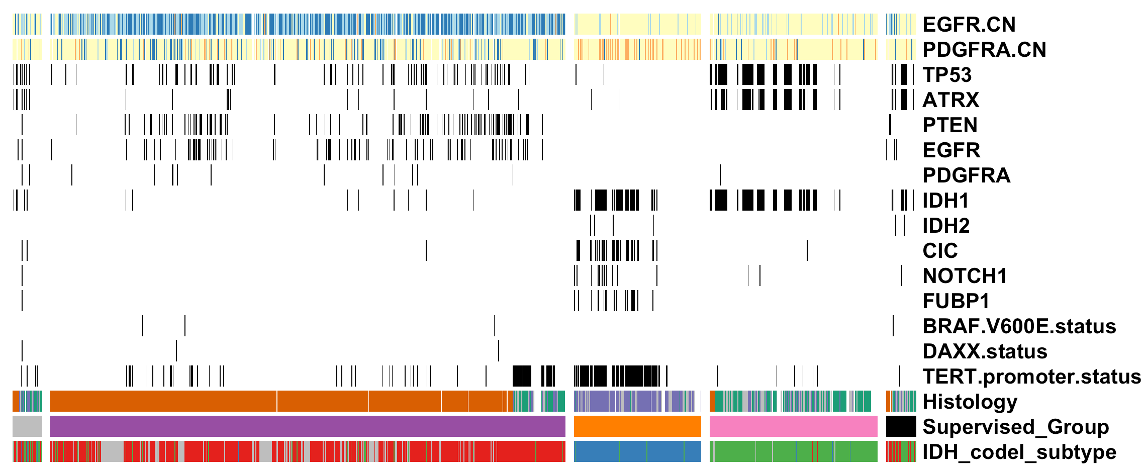 EGFR.CN
PDGFRA.CN
TP53
ATRX
PTEN
EGFR
PDGFRA
IDH1
IDH2
CIC
NOTCH1
FUBP1
BRAF.V600E.status
DAXX.status
TERT.promoter.status
Histology
Supervised_Group
IDH_codel_subtype